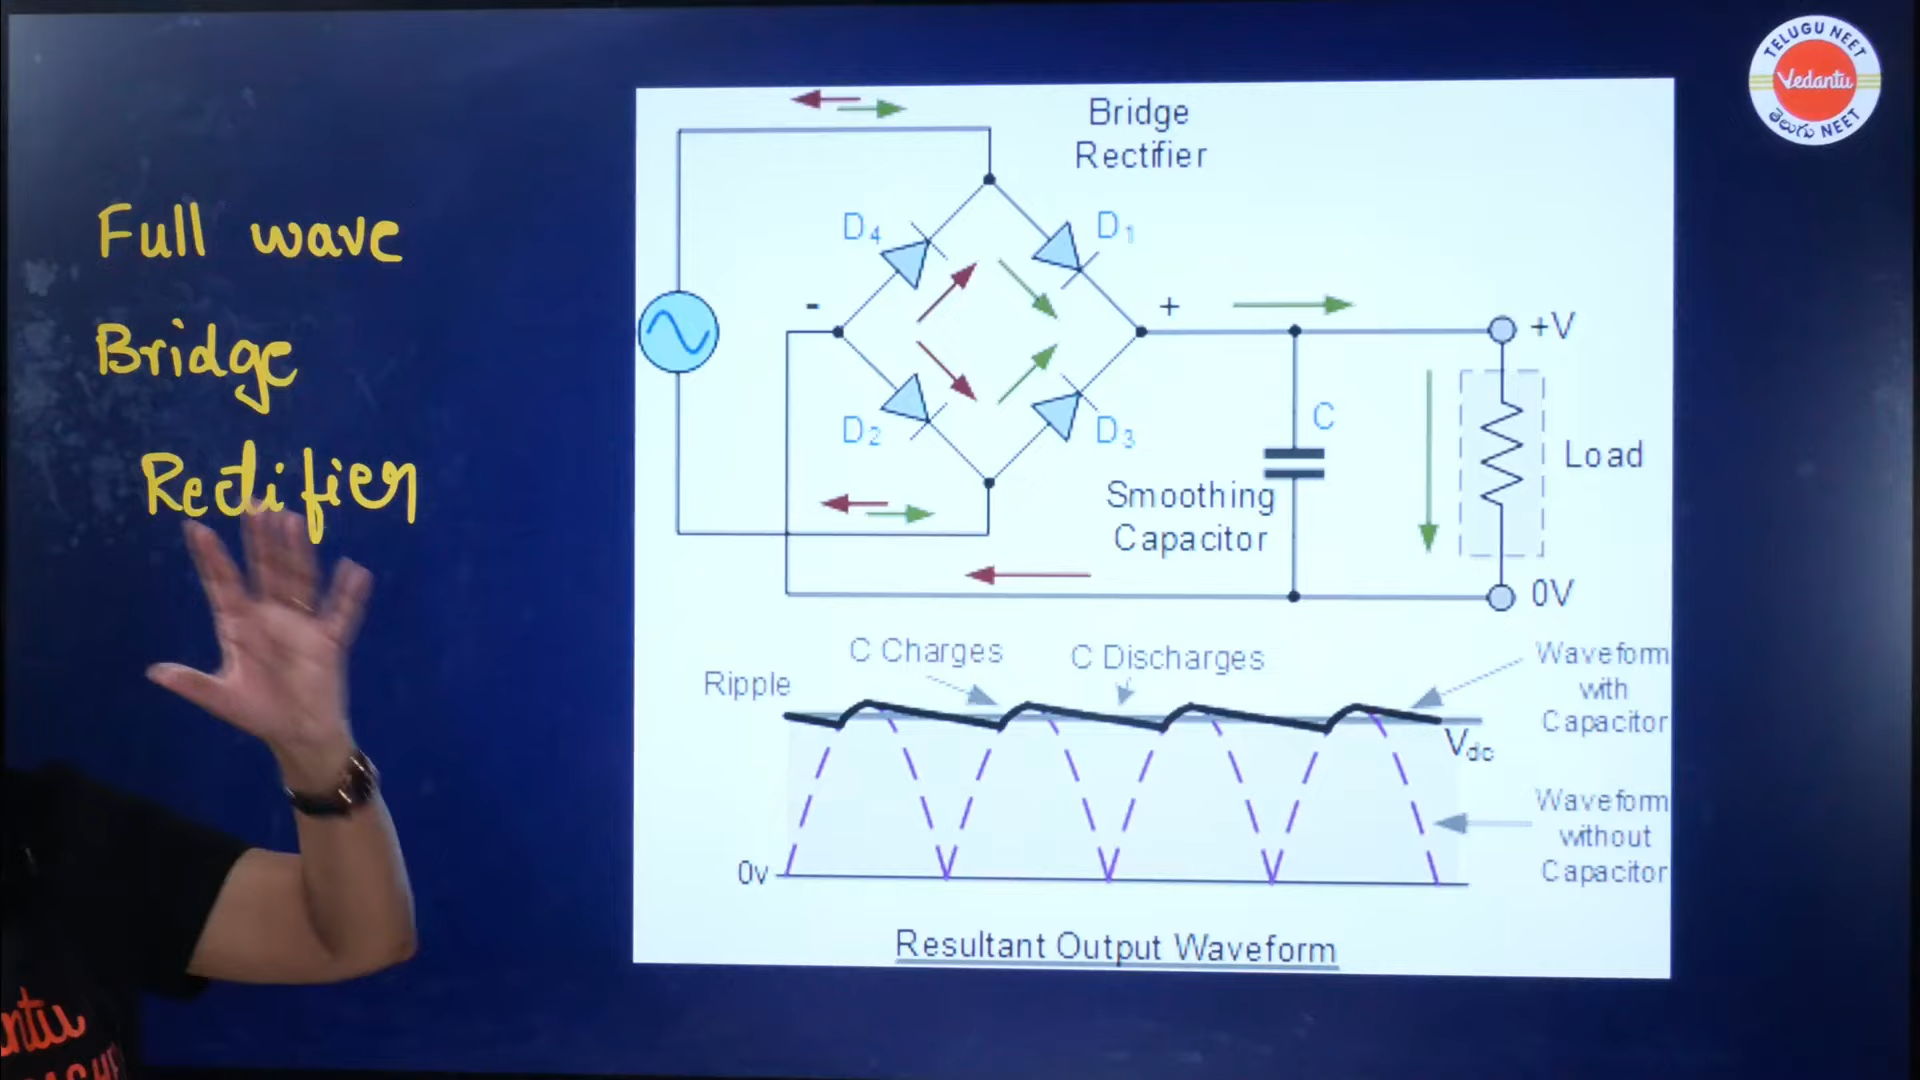 TELUGU NEET
Vedantu
తెలుగు NEET
Full wave
Bridge
Rectifier
Bridge
Rectifier
D4
D1
-
+
+V
D2
D3
C
Load
Smoothing
Capacitor
0V
C Charges
C Discharges
Ripple
Waveform
with
Capacitor
Vdc
Waveform
without
Capacitor
0v
Resultant Output Waveform